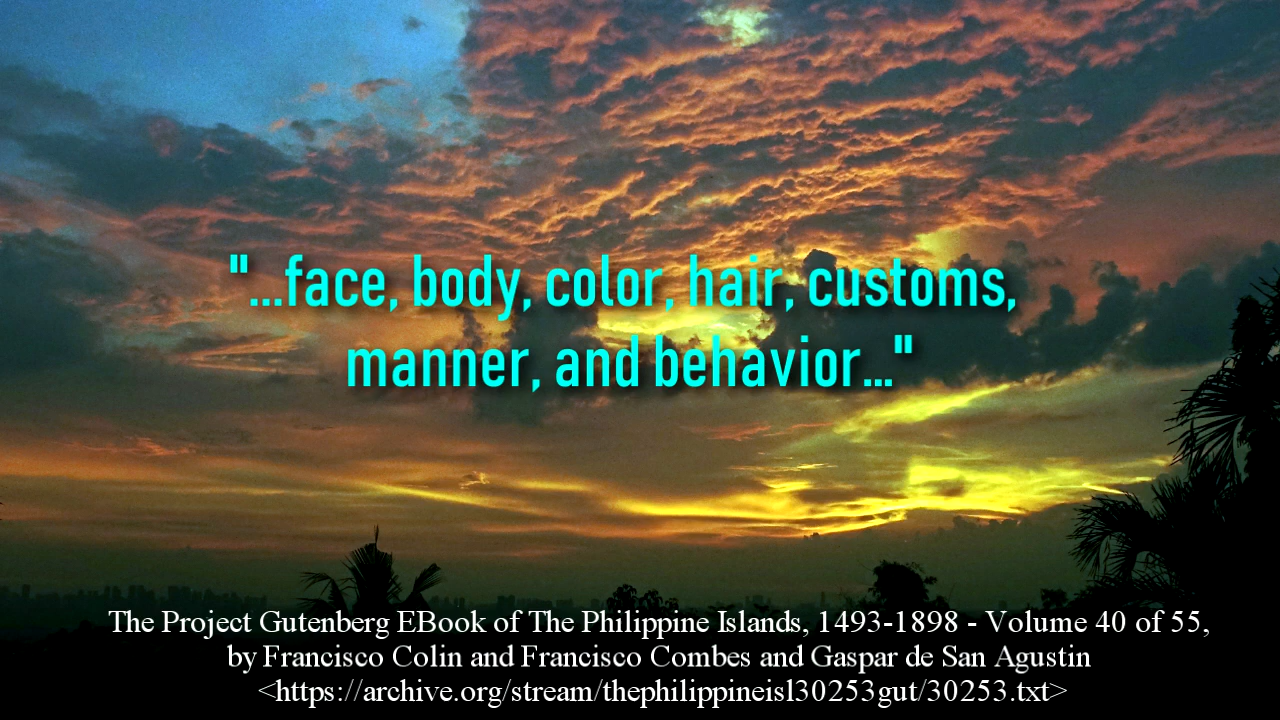 "...face, body, color, hair, customs,
manner, and behavior..."
The Project Gutenberg EBook of The Philippine Islands, 1493-1898 - Volume 40 of 55,
by Francisco Colin and Francisco Combes and Gaspar de San Agustin
<https://archive.org/stream/thephilippineisl30253gut/30253.txt>